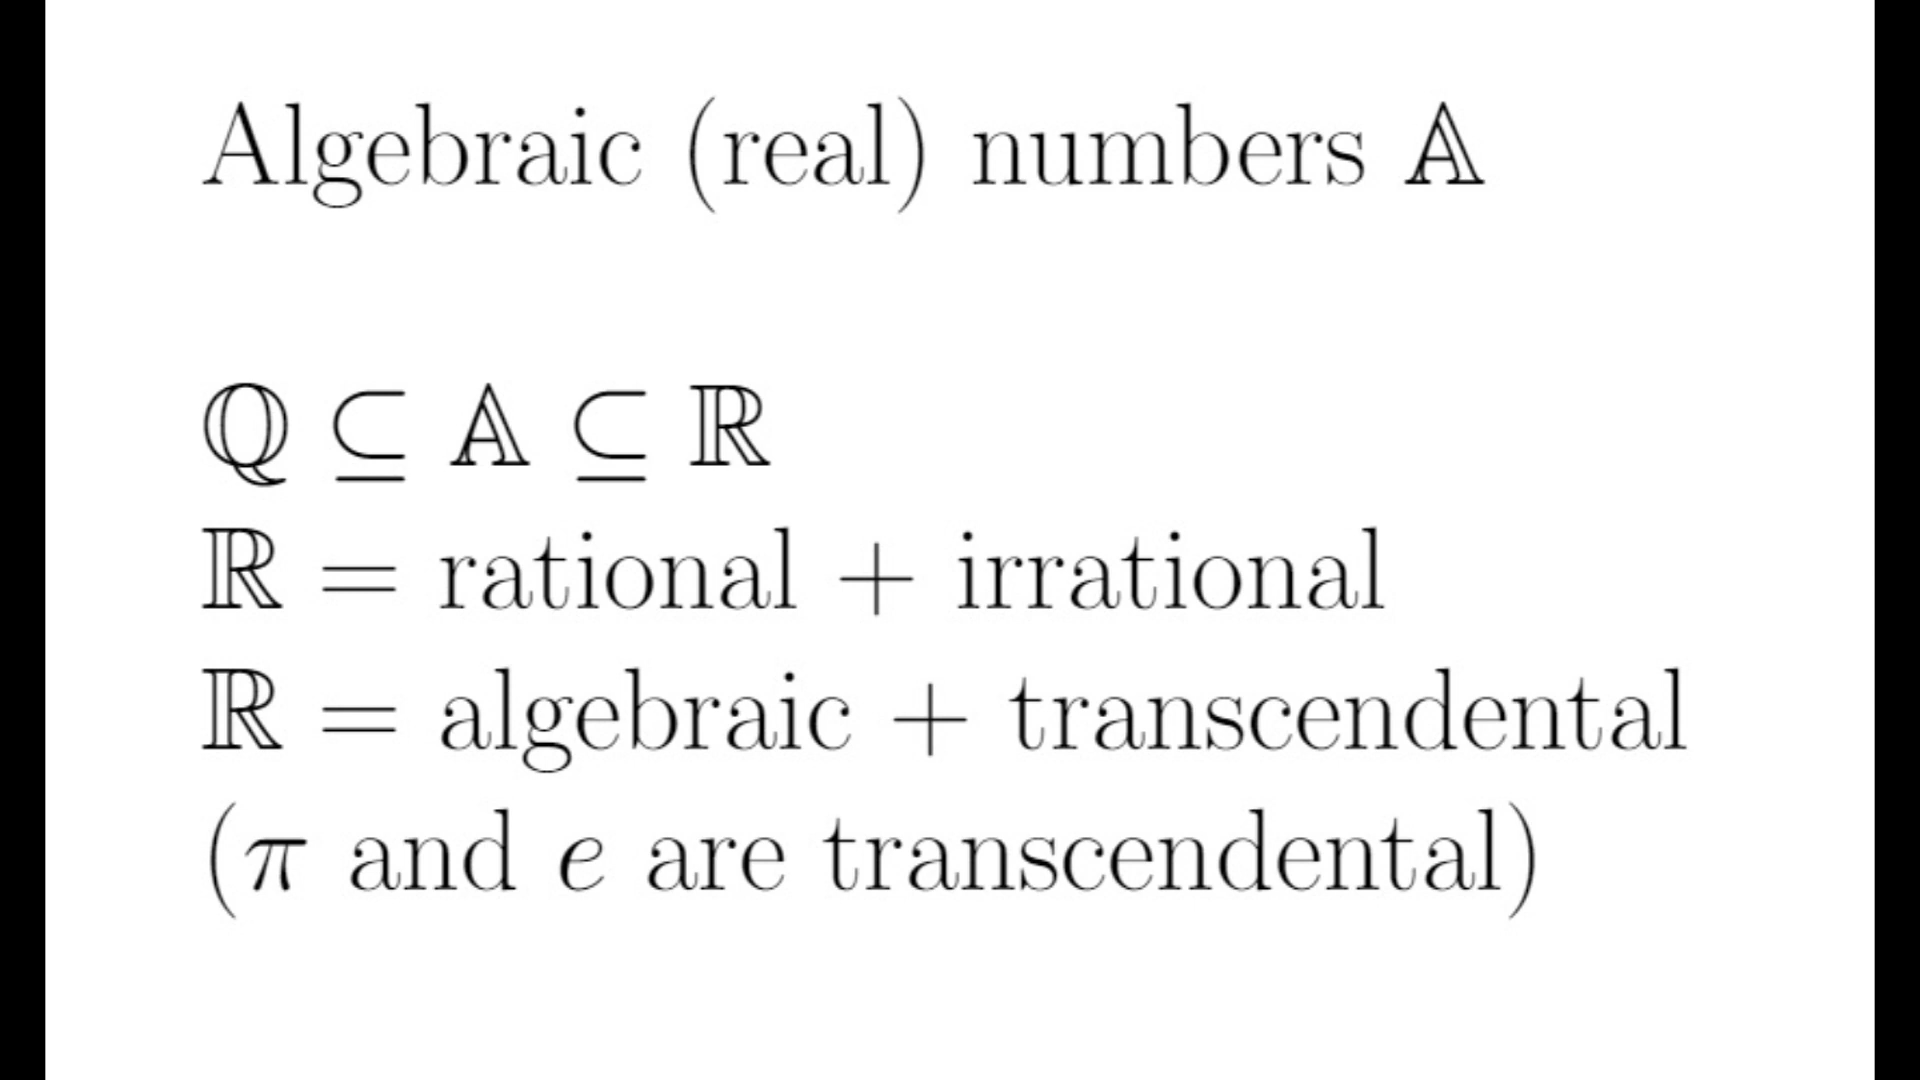 Algebraic (real) numbers 𝔸
ℚ ⊆ 𝔸 ⊆ ℝ
ℝ = rational + irrational
ℝ = algebraic + transcendental
(π and e are transcendental)